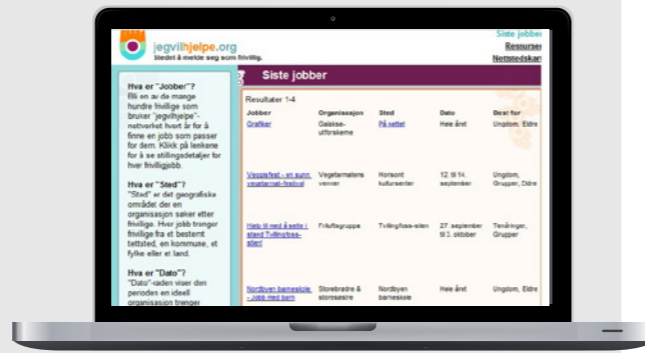 jegvilhjelpe.org
Stedet å melde seg som frivillig.
Siste jobber
Ressurser
Nettstedskart
Hva er "Jobber"?
Bli en av de mange
hundre frivillige som
bruker "jegvilhjelpe"-
nettverket hvert år for å
finne en jobb som passer
for dem. Klikk på lenkene
for å se stillingsdetaljer for
hver frivilligjobb.
Hva er "Sted"?
"Sted" er det geografiske
området der en
organisasjon søker etter
frivillige. Hver jobb trenger
frivillige fra et bestemt
tettsted, en kommune, et
fylke eller et land.
Hva er "Dato"?
"Dato"-raden viser den
perioden en ideell
organisasjon trenger
Siste jobber
Resultater 1-4
Jobber Organisasjon Sted Dato Best for
Grafiker Galakse- På nettet Hele året Ungdom, Eldre
utforskerne
Veggisfest - en sunn Vegetarmatens Horisont 12. til 14. Ungdom,
vegetarmat-festival venner kultursenter september Grupper, Eldre
Hjelp til med å sette i Friluftsgruppe Tvillingfoss-stien 27. september Tenåringer,
stand Tvillingfoss- til 3. oktober Grupper
stien!
Nordbyen barneskole Storebrødre & Nordbyen Hele året Ungdom, Eldre
- Jobb med barn storesøstre barneskole